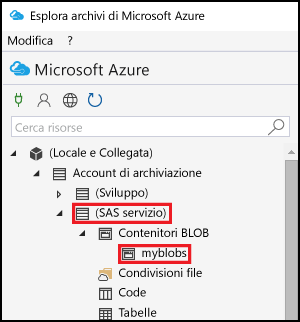 Esplora archivi di Microsoft Azure
Modifica ?
Microsoft Azure
Cerca risorse
(Locale e Collegata)
Account di archiviazione
(Sviluppo)
(SAS servizio)
Contenitori BLOB
myblobs
Condivisioni file
Code
Tabelle